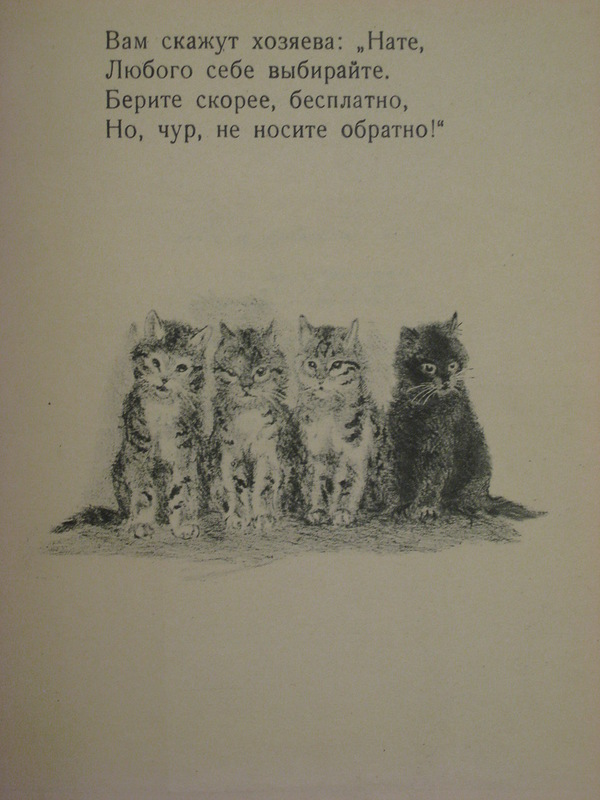 Вам скажут хозяева: „Нате,
Любого себе выбирайте.
Берите скорее, бесплатно,
Но, чур, не носите обратно!“